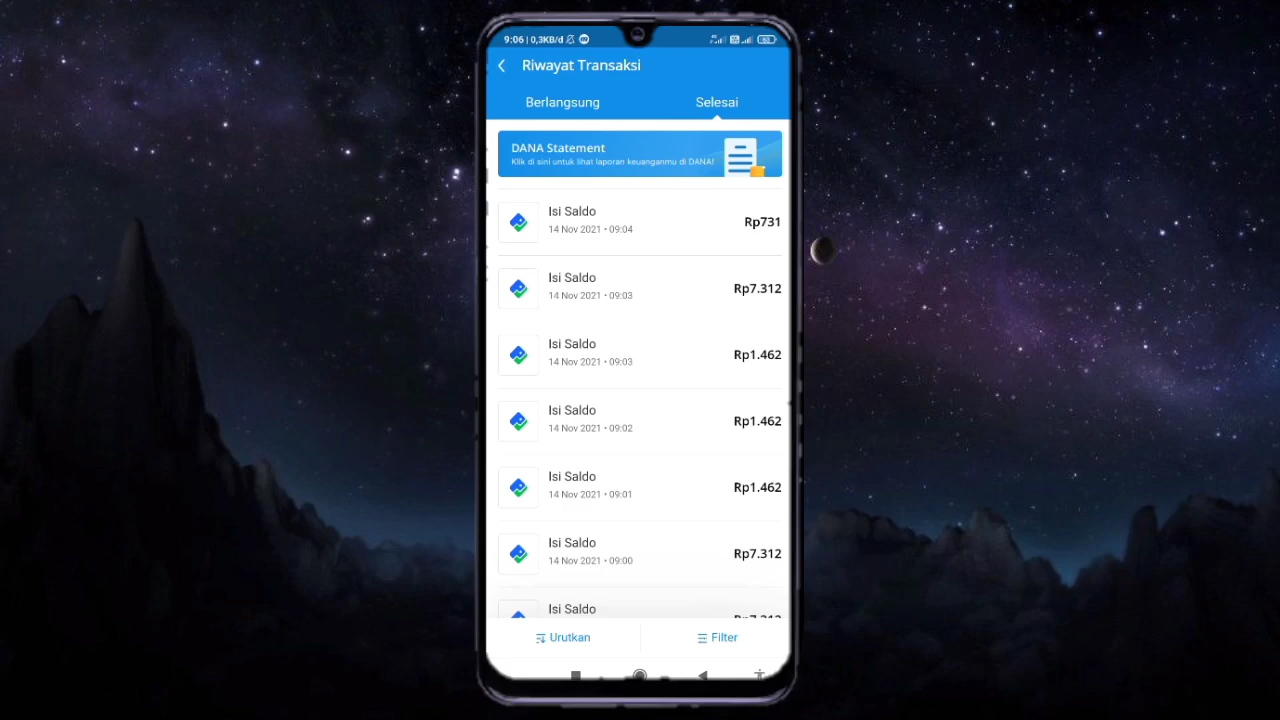 9:06 | 0,3KB/d
Riwayat Transaksi
Berlangsung
Selesai
DANA Statement
Klik di sini untuk lihat laporan keuanganmu di DANA!
Isi Saldo
14 Nov 2021 • 09:04
Rp731
Isi Saldo
14 Nov 2021 • 09:03
Rp7.312
Isi Saldo
14 Nov 2021 • 09:03
Rp1.462
Isi Saldo
14 Nov 2021 • 09:02
Rp1.462
Isi Saldo
14 Nov 2021 • 09:01
Rp1.462
Isi Saldo
14 Nov 2021 • 09:00
Rp7.312
Isi Saldo
Urutkan
Filter